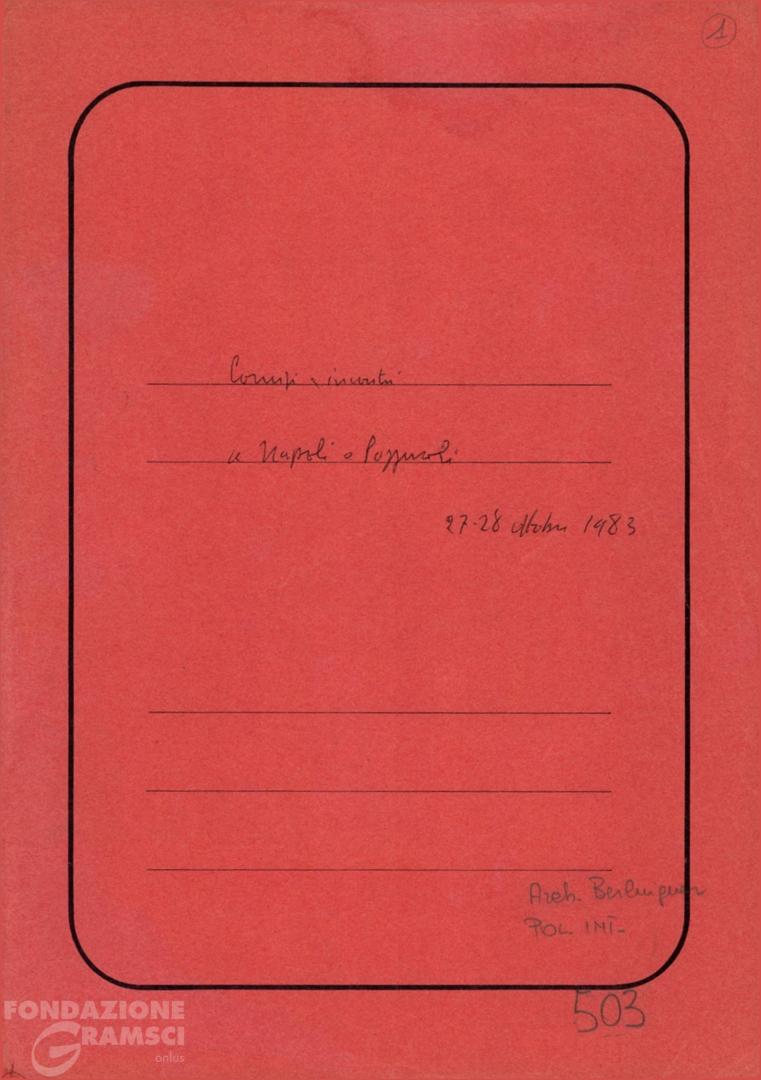 1
Comizi e incontri
a Napoli e Pozzuoli
27-28 ottobre 1983
Arch. Berlinguer
POL. INT.
503
FONDAZIONE
GRAMSCI
onlus